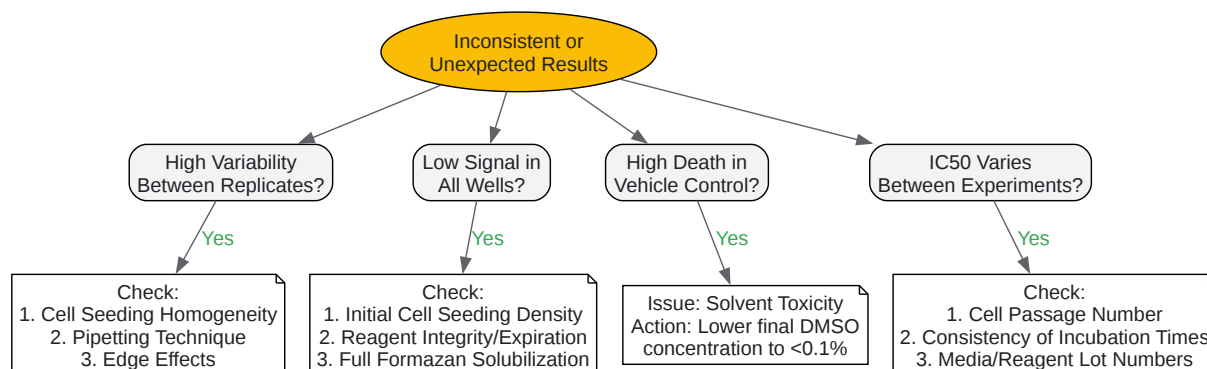 Inconsistent or
Unexpected Results
High Variability
Between Replicates?
Low Signal in
All Wells?
High Death in
Vehicle Control?
IC50 Varies
Between Experiments?
Yes
Yes
Yes
Yes
Check:
1. Cell Seeding Homogeneity
2. Pipetting Technique
3. Edge Effects
Check:
1. Initial Cell Seeding Density
2. Reagent Integrity/Expiration
3. Full Formazan Solubilization
Issue: Solvent Toxicity
Action: Lower final DMSO
concentration to <0.1%
Check:
1. Cell Passage Number
2. Consistency of Incubation Times
3. Media/Reagent Lot Numbers